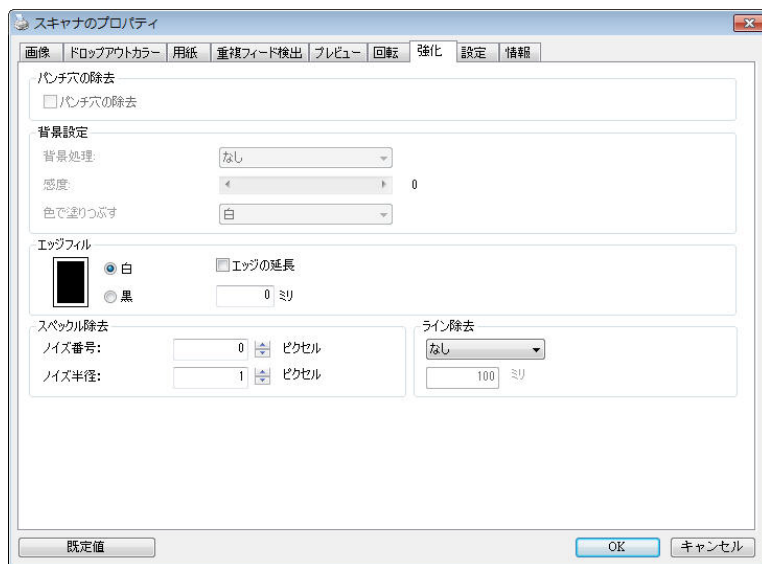 スキャナのプロパティ
画像 ドロップアウトカラー 用紙 重複フィード検出 プレビュー 回転 強化 設定 情報
パンチ穴の除去
パンチ穴の除去
背景設定
背景処理: なし
感度: 0
色で塗りつぶす 白
エッジフィル
白 エッジの延長
黒 0 ミリ
スペックル除去 ライン除去
ノイズ番号: 0 ピクセル なし
ノイズ半径: 1 ピクセル 100 ミリ
既定値 OK キャンセル